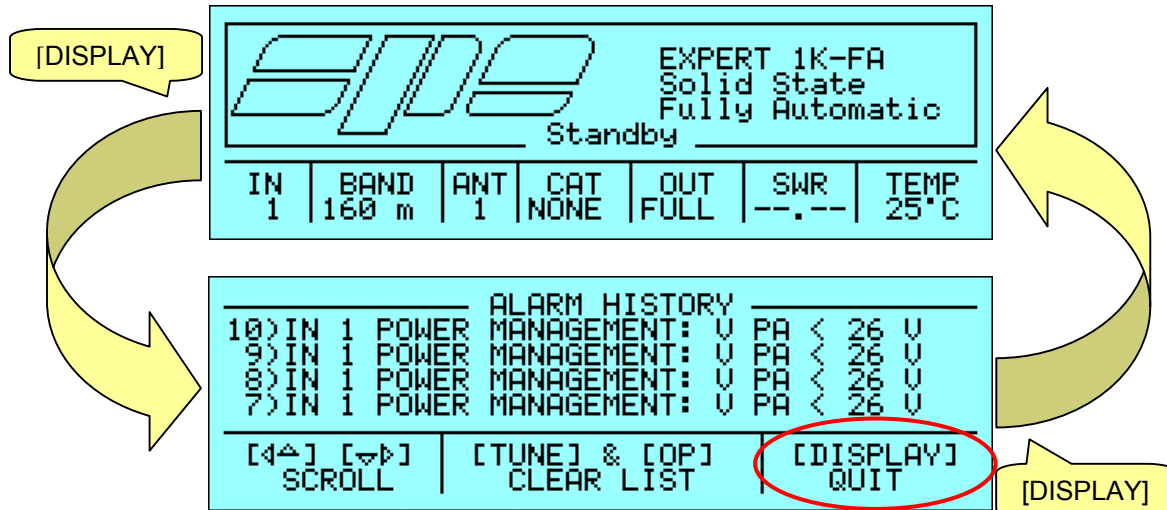 [DISPLAY]
spe
EXPERT 1K-FA
Solid State
Fully Automatic
Standby
IN BAND ANT CAT OUT SWR TEMP
1 160 m 1 NONE FULL --.-- 25°C
ALARM HISTORY
10)IN 1 POWER MANAGEMENT: V PA < 26 V
9)IN 1 POWER MANAGEMENT: V PA < 26 V
8)IN 1 POWER MANAGEMENT: V PA < 26 V
7)IN 1 POWER MANAGEMENT: V PA < 26 V
[◁△] [▽▷] [TUNE] & [OP] [DISPLAY]
SCROLL CLEAR LIST QUIT
[DISPLAY]